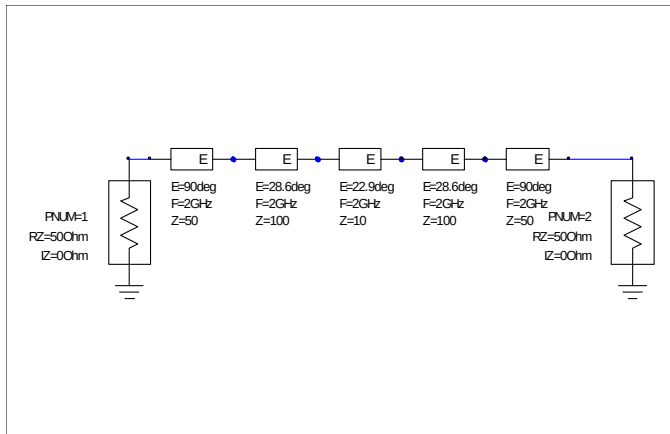 E
E
E
E
E
E=90deg
F=2GHz
Z=50
E=28.6deg
F=2GHz
Z=100
E=22.9deg
F=2GHz
Z=10
E=28.6deg
F=2GHz
Z=100
E=90deg
F=2GHz
Z=50
PNUM=1
RZ=50Ohm
IZ=0Ohm
PNUM=2
RZ=50Ohm
IZ=0Ohm